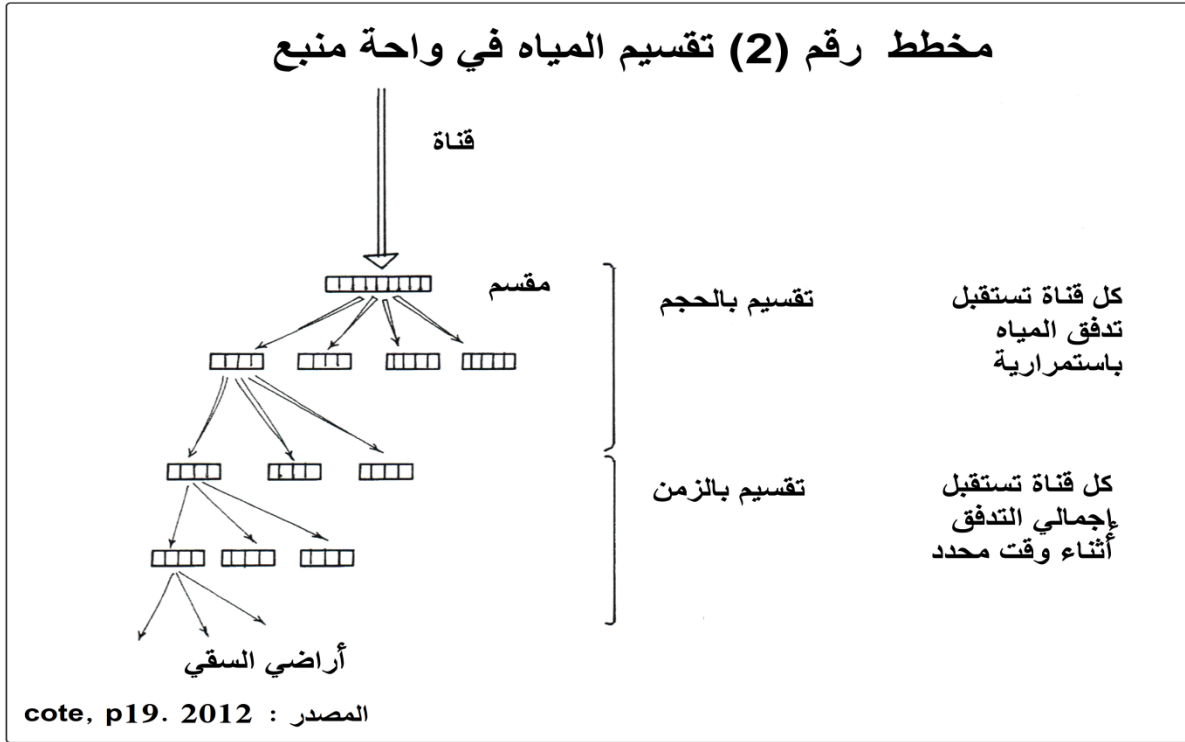 مخطط رقم (2) تقسيم المياه في واحة منبع
قناة
مقسم
تقسيم بالحجم
كل قناة تستقبل
تدفق المياه
باستمرارية
تقسيم بالزمن
كل قناة تستقبل
إجمالي التدفق
أثناء وقت محدد
أراضي السقي
المصدر : cote, p19. 2012